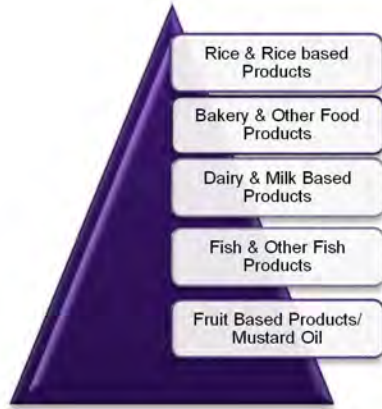 Rice & Rice based
Products
Bakery & Other Food
Products
Dairy & Milk Based
Products
Fish & Other Fish
Products
Fruit Based Products/
Mustard Oil